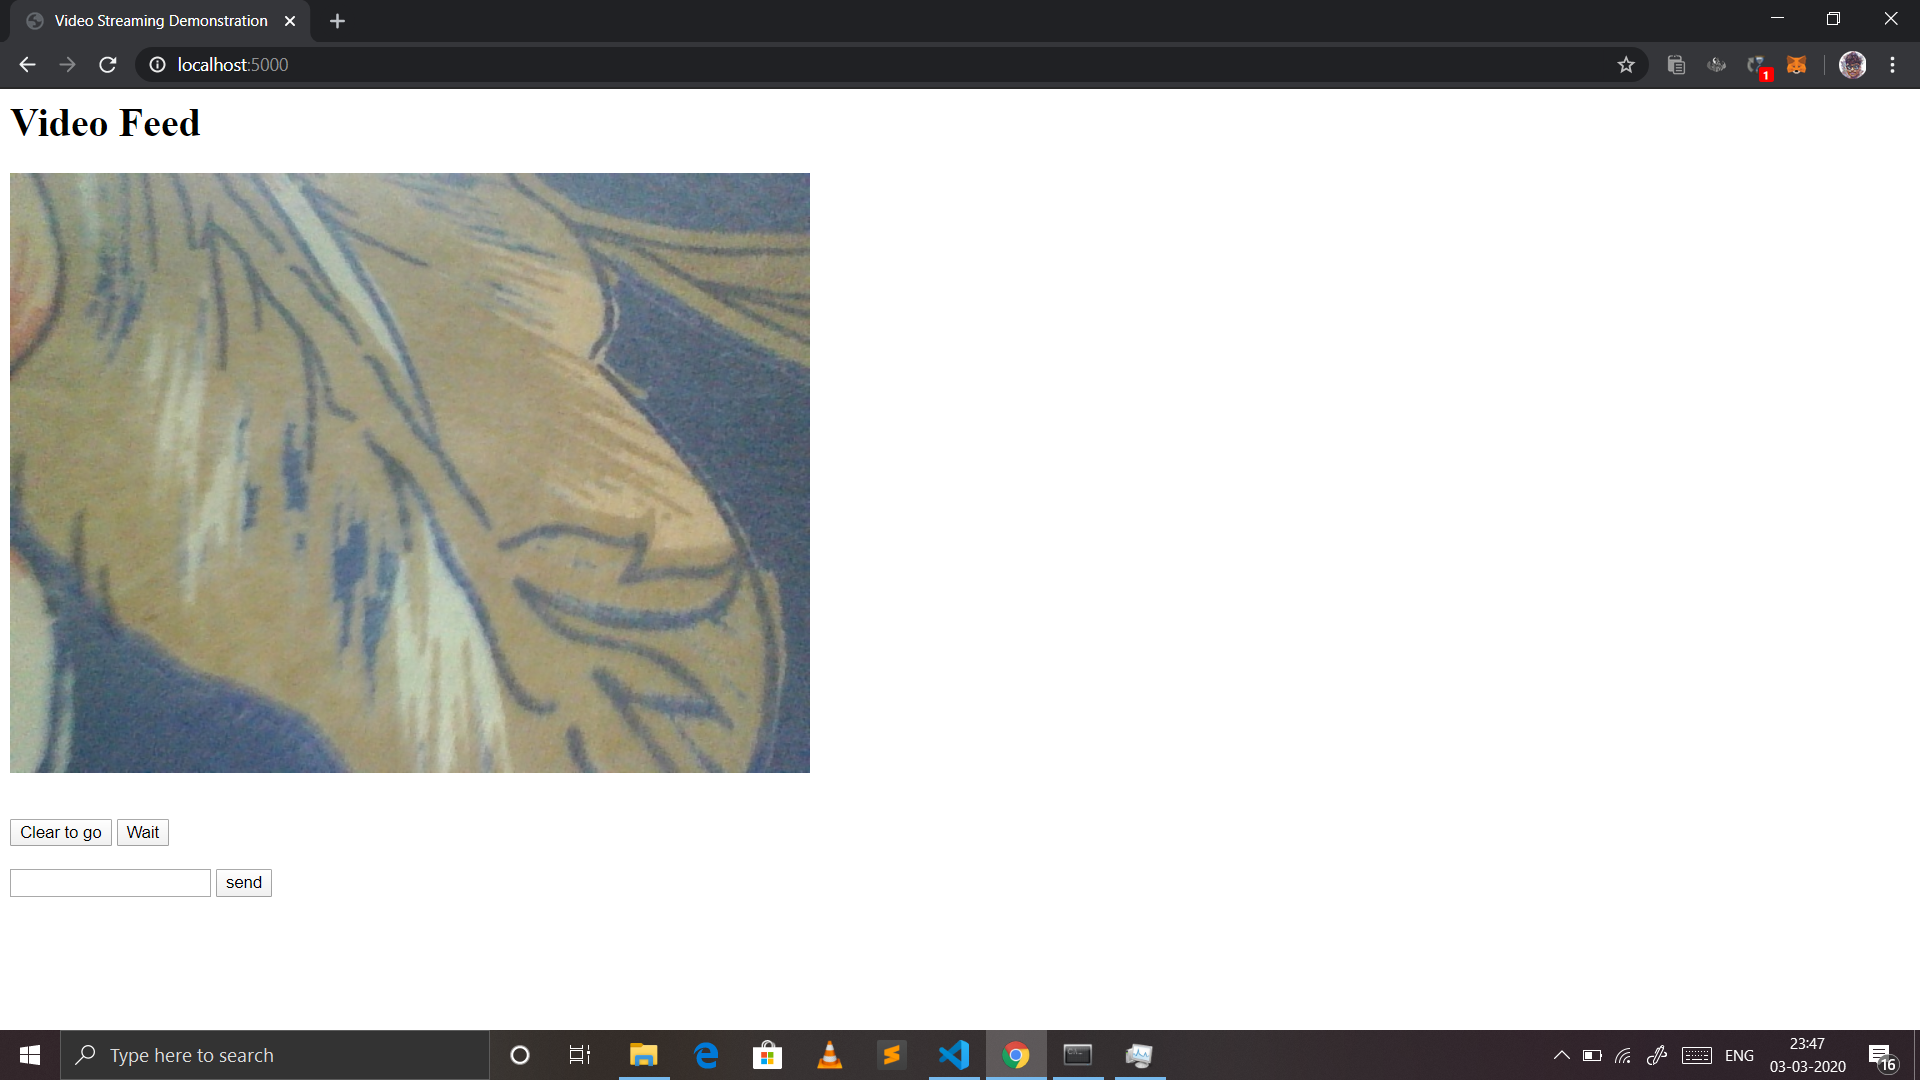 Video Streaming Demonstration
localhost:5000
1
Video Feed
Clear to go Wait
send
Type here to search
ENG
23:47
03-03-2020
16